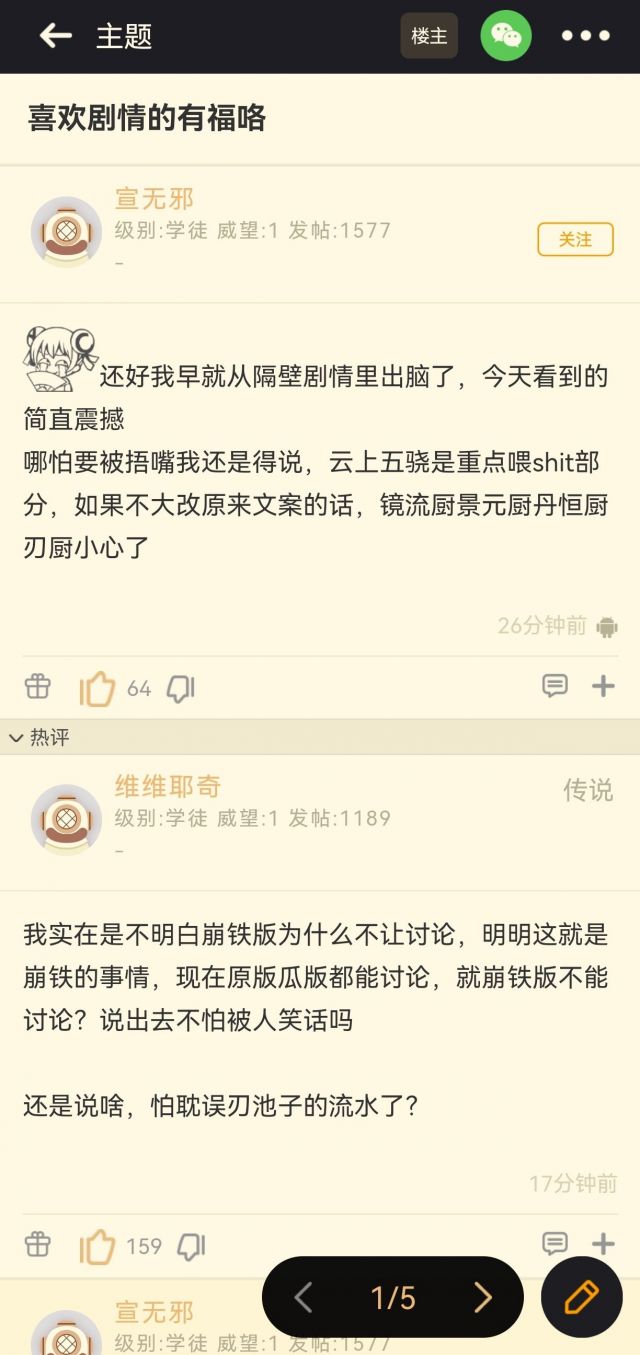 主题
楼主
喜欢剧情的有福咯
宣无邪
级别:学徒 威望:1 发帖:1577
-
关注
还好我早就从隔壁剧情里出脑了，今天看到的
简直震撼
哪怕要被捂嘴我还是得说，云上五骁是重点喂shit部
分，如果不大改原来文案的话，镜流厨景元厨丹恒厨
刃厨小心了
26分钟前
64
热评
维维耶奇
传说
级别:学徒 威望:1 发帖:1189
-
我实在是不明白崩铁版为什么不让讨论，明明这就是
崩铁的事情，现在原版瓜版都能讨论，就崩铁版不能
讨论？说出去不怕被人笑话吗
还是说啥，怕耽误刃池子的流水了？
17分钟前
159
1/5
宣无邪
级别:学徒 威望:1 发帖:1577